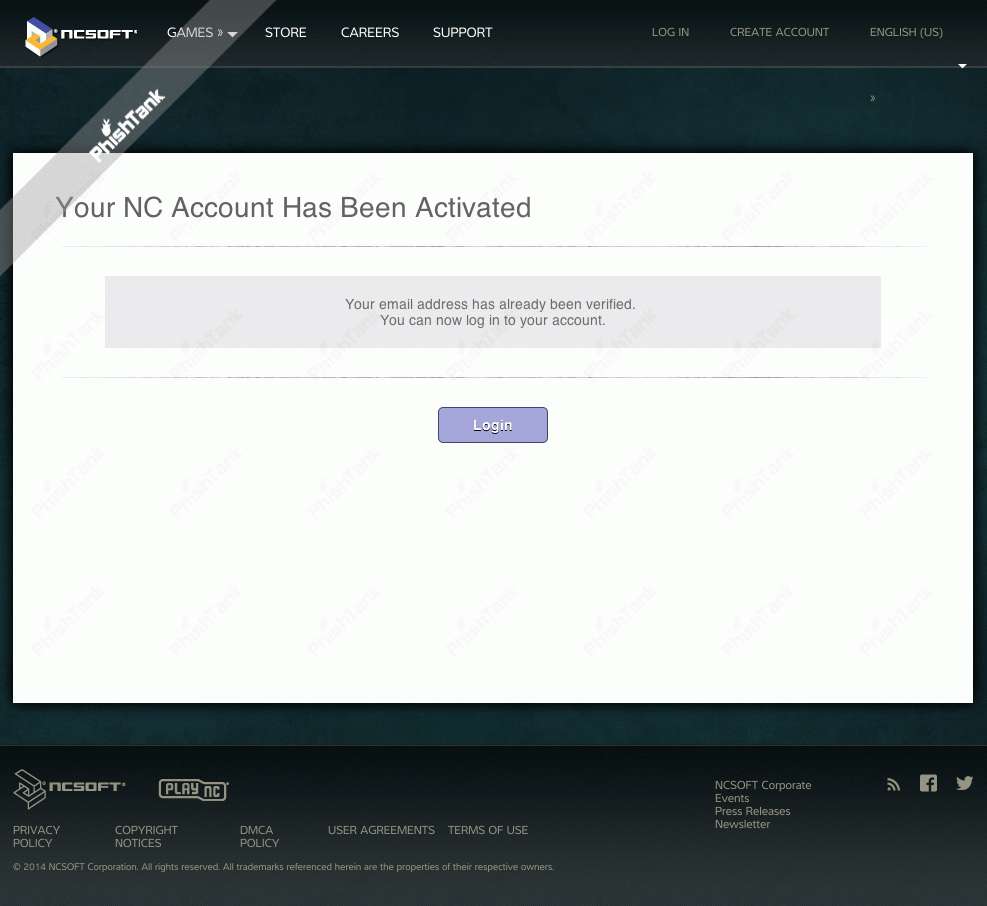 NCSOFT
GAMES »
STORE
CAREERS
SUPPORT
LOG IN
CREATE ACCOUNT
ENGLISH (US)
»
PhishTank
Your NC Account Has Been Activated
Your email address has already been verified.
You can now log in to your account.
Login
NCSOFT
PLAY NC
NCSOFT Corporate
Events
Press Releases
Newsletter
PRIVACY
POLICY
COPYRIGHT
NOTICES
DMCA
POLICY
USER AGREEMENTS
TERMS OF USE
© 2014 NCSOFT Corporation. All rights reserved. All trademarks referenced herein are the properties of their respective owners.